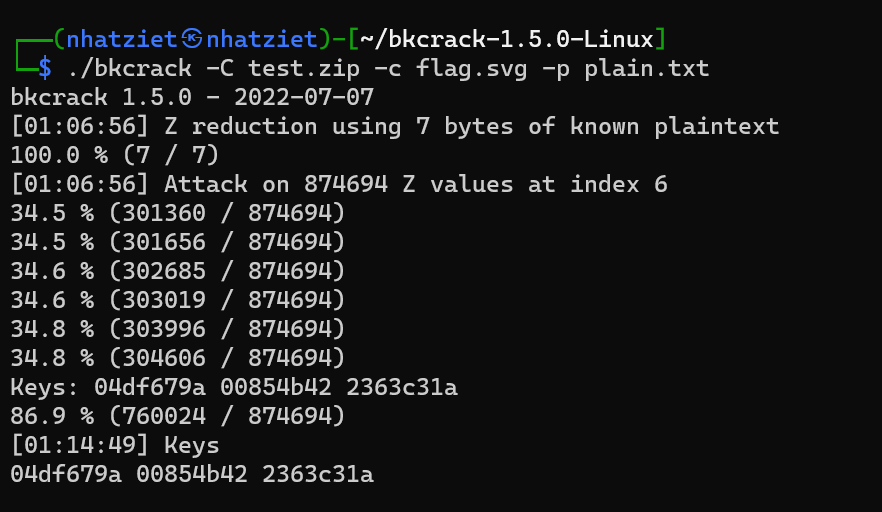 ┌──(nhatziet㉿nhatziet)-[~/bkcrack-1.5.0-Linux]
└─$ ./bkcrack -C test.zip -c flag.svg -p plain.txt
bkcrack 1.5.0 - 2022-07-07
[01:06:56] Z reduction using 7 bytes of known plaintext
100.0 % (7 / 7)
[01:06:56] Attack on 874694 Z values at index 6
34.5 % (301360 / 874694)
34.5 % (301656 / 874694)
34.6 % (302685 / 874694)
34.6 % (303019 / 874694)
34.8 % (303996 / 874694)
34.8 % (304606 / 874694)
Keys: 04df679a 00854b42 2363c31a
86.9 % (760024 / 874694)
[01:14:49] Keys
04df679a 00854b42 2363c31a